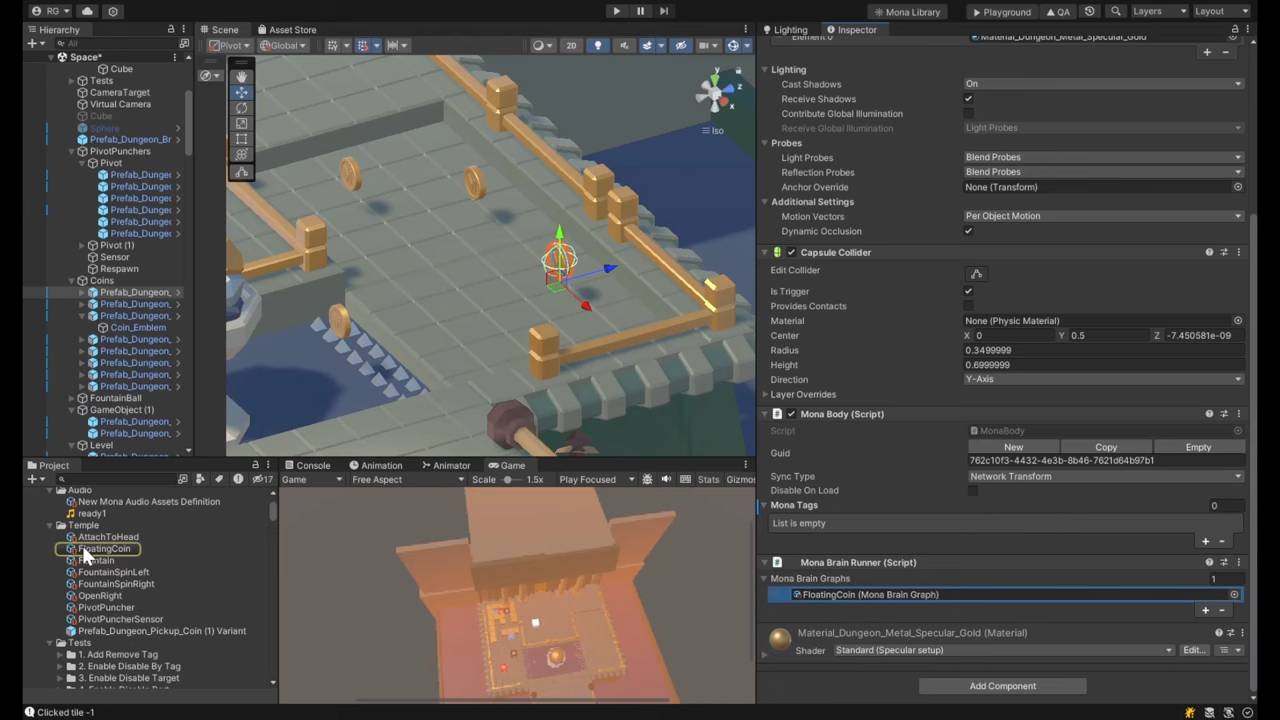 RG
Mona Library
Playground
QA
Layers
Layout
Hierarchy
All
Space*
Cube
Tests
CameraTarget
Virtual Camera
Cube
Sphere
Prefab_Dungeon_Br
PivotPunchers
Pivot
Prefab_Dunge
Prefab_Dunge
Prefab_Dunge
Prefab_Dunge
Prefab_Dunge
Prefab_Dunge
Pivot (1)
Sensor
Respawn
Coins
Prefab_Dungeon_
Prefab_Dungeon_
Prefab_Dungeon_
Coin_Emblem
Prefab_Dungeon_
Prefab_Dungeon_
Prefab_Dungeon_
Prefab_Dungeon_
Prefab_Dungeon_
FountainBall
GameObject (1)
Prefab_Dungeon_
Prefab_Dungeon_
Level
Scene
Asset Store
Pivot
Global
2D
y
z
x
Iso
Project
17
Audio
New Mona Audio Assets Definition
ready1
Temple
AttachToHead
FloatingCoin
Fountain
FountainSpinLeft
FountainSpinRight
OpenRight
PivotPuncher
PivotPuncherSensor
Prefab_Dungeon_Pickup_Coin (1) Variant
Tests
1. Add Remove Tag
2. Enable Disable By Tag
3. Enable Disable Target
Console
Animation
Animator
Game
Game
Free Aspect
Scale
1.5x
Play Focused
Stats
Gizmos
Lighting
Inspector
Element 0
Material_Dungeon_Metal_Specular_Gold
Lighting
Cast Shadows
On
Receive Shadows
Contribute Global Illumination
Receive Global Illumination
Light Probes
Probes
Light Probes
Blend Probes
Reflection Probes
Blend Probes
Anchor Override
None (Transform)
Additional Settings
Motion Vectors
Per Object Motion
Dynamic Occlusion
Capsule Collider
Edit Collider
Is Trigger
Provides Contacts
Material
None (Physic Material)
Center
X 0
Y 0.5
Z -7.450581e-09
Radius
0.3499999
Height
0.6999999
Direction
Y-Axis
Layer Overrides
Mona Body (Script)
Script
MonaBody
New
Copy
Empty
Guid
762c10f3-4432-4e3b-8b46-7621d64b97b1
Sync Type
Network Transform
Disable On Load
Mona Tags
0
List is empty
Mona Brain Runner (Script)
Mona Brain Graphs
1
FloatingCoin (Mona Brain Graph)
Material_Dungeon_Metal_Specular_Gold (Material)
Shader
Standard (Specular setup)
Edit...
Add Component
Clicked tile -1